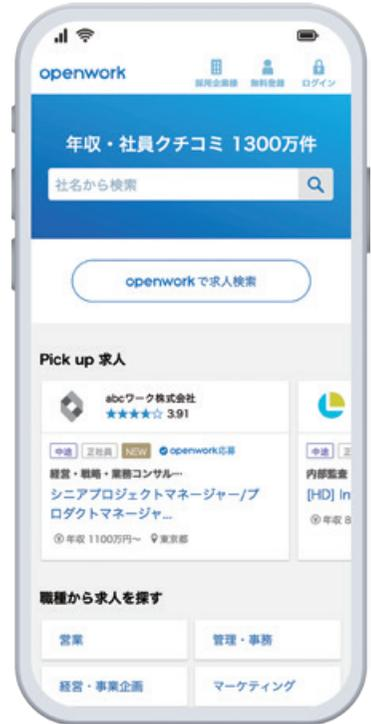 openwork
採用企業様 無料登録 ログイン
年収・社員クチコミ 1300万件
社名から検索
openworkで求人検索
Pick up 求人
abcワーク株式会社
★★★★☆ 3.91
中途 正社員 NEW openwork応募
経営・戦略・業務コンサル…
シニアプロジェクトマネージャー/プ
ロダクトマネージャ...
年収 1100万円〜 東京都
中途 正
内部監査
[HD] In
年収 8
職種から求人を探す
営業 管理・事務
経営・事業企画 マーケティング